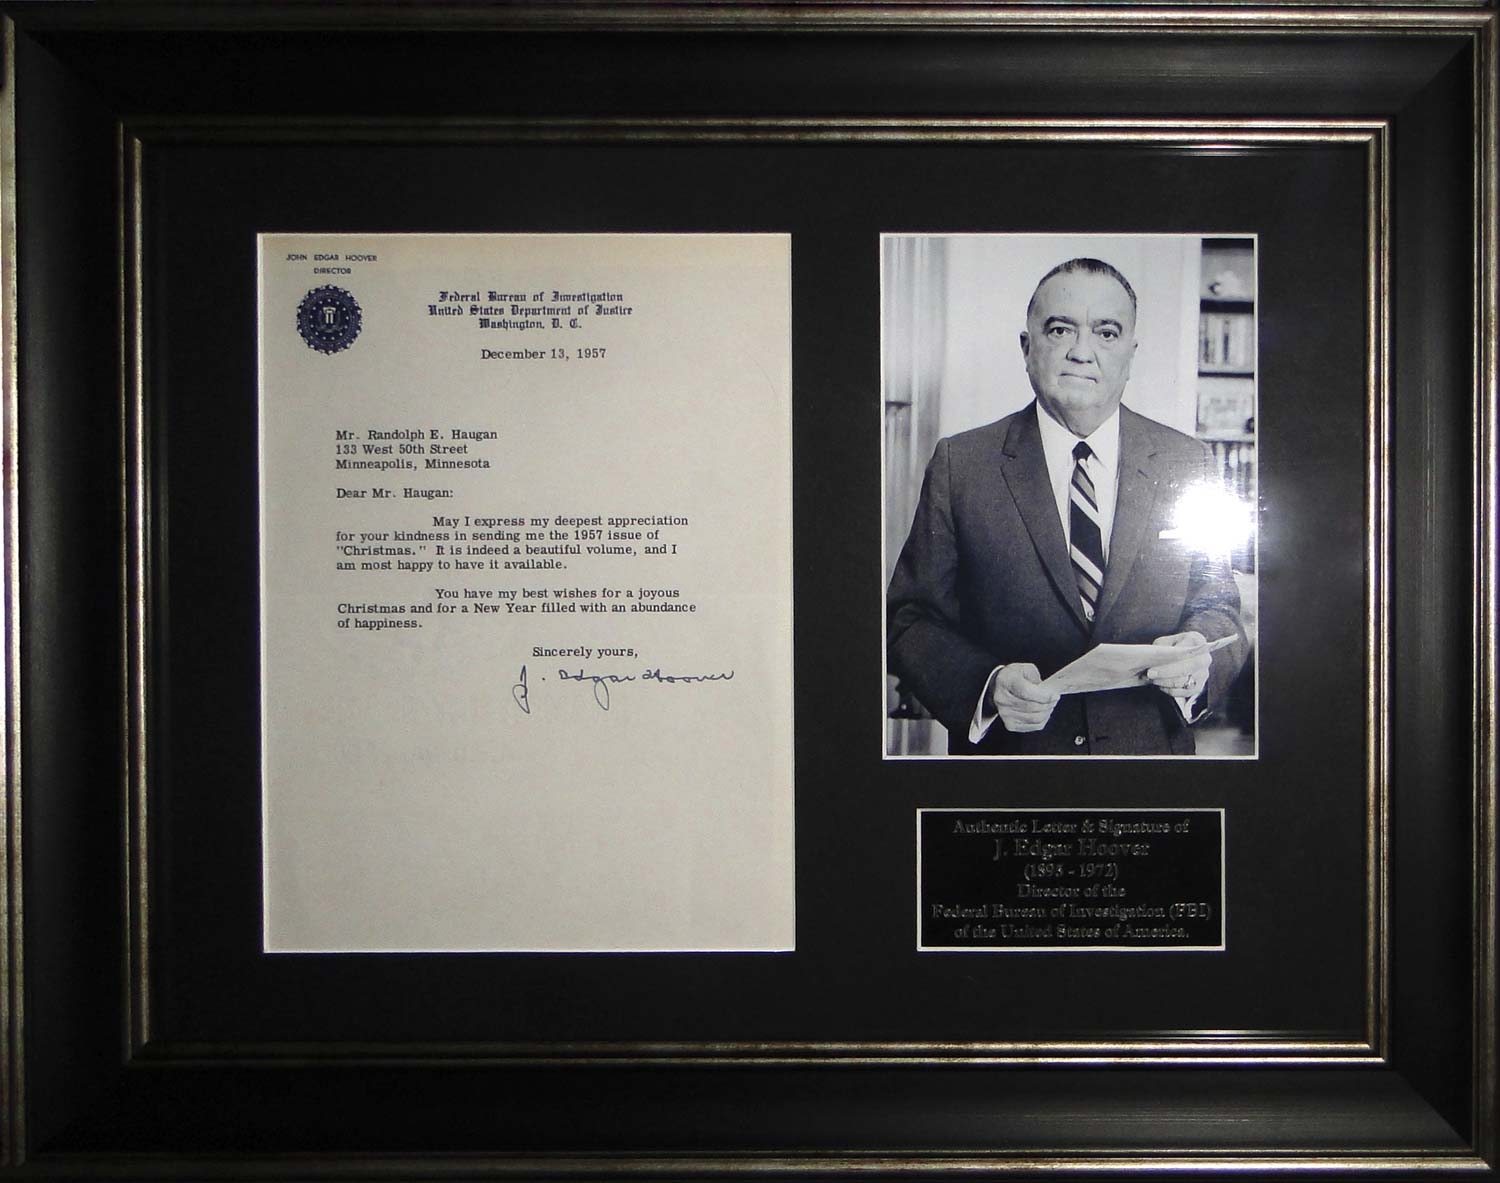 JOHN EDGAR HOOVER
DIRECTOR
Federal Bureau of Investigation
United States Department of Justice
Washington, D. C.
December 13, 1957
Mr. Randolph E. Haugan
133 West 50th Street
Minneapolis, Minnesota
Dear Mr. Haugan:
May I express my deepest appreciation
for your kindness in sending me the 1957 issue of
"Christmas." It is indeed a beautiful volume, and I
am most happy to have it available.
You have my best wishes for a joyous
Christmas and for a New Year filled with an abundance
of happiness.
Sincerely yours,
J. Edgar Hoover
Authentic Letter & Signature of
J. Edgar Hoover
(1895 - 1972)
Director of the
Federal Bureau of Investigation (FBI)
of the United States of America.